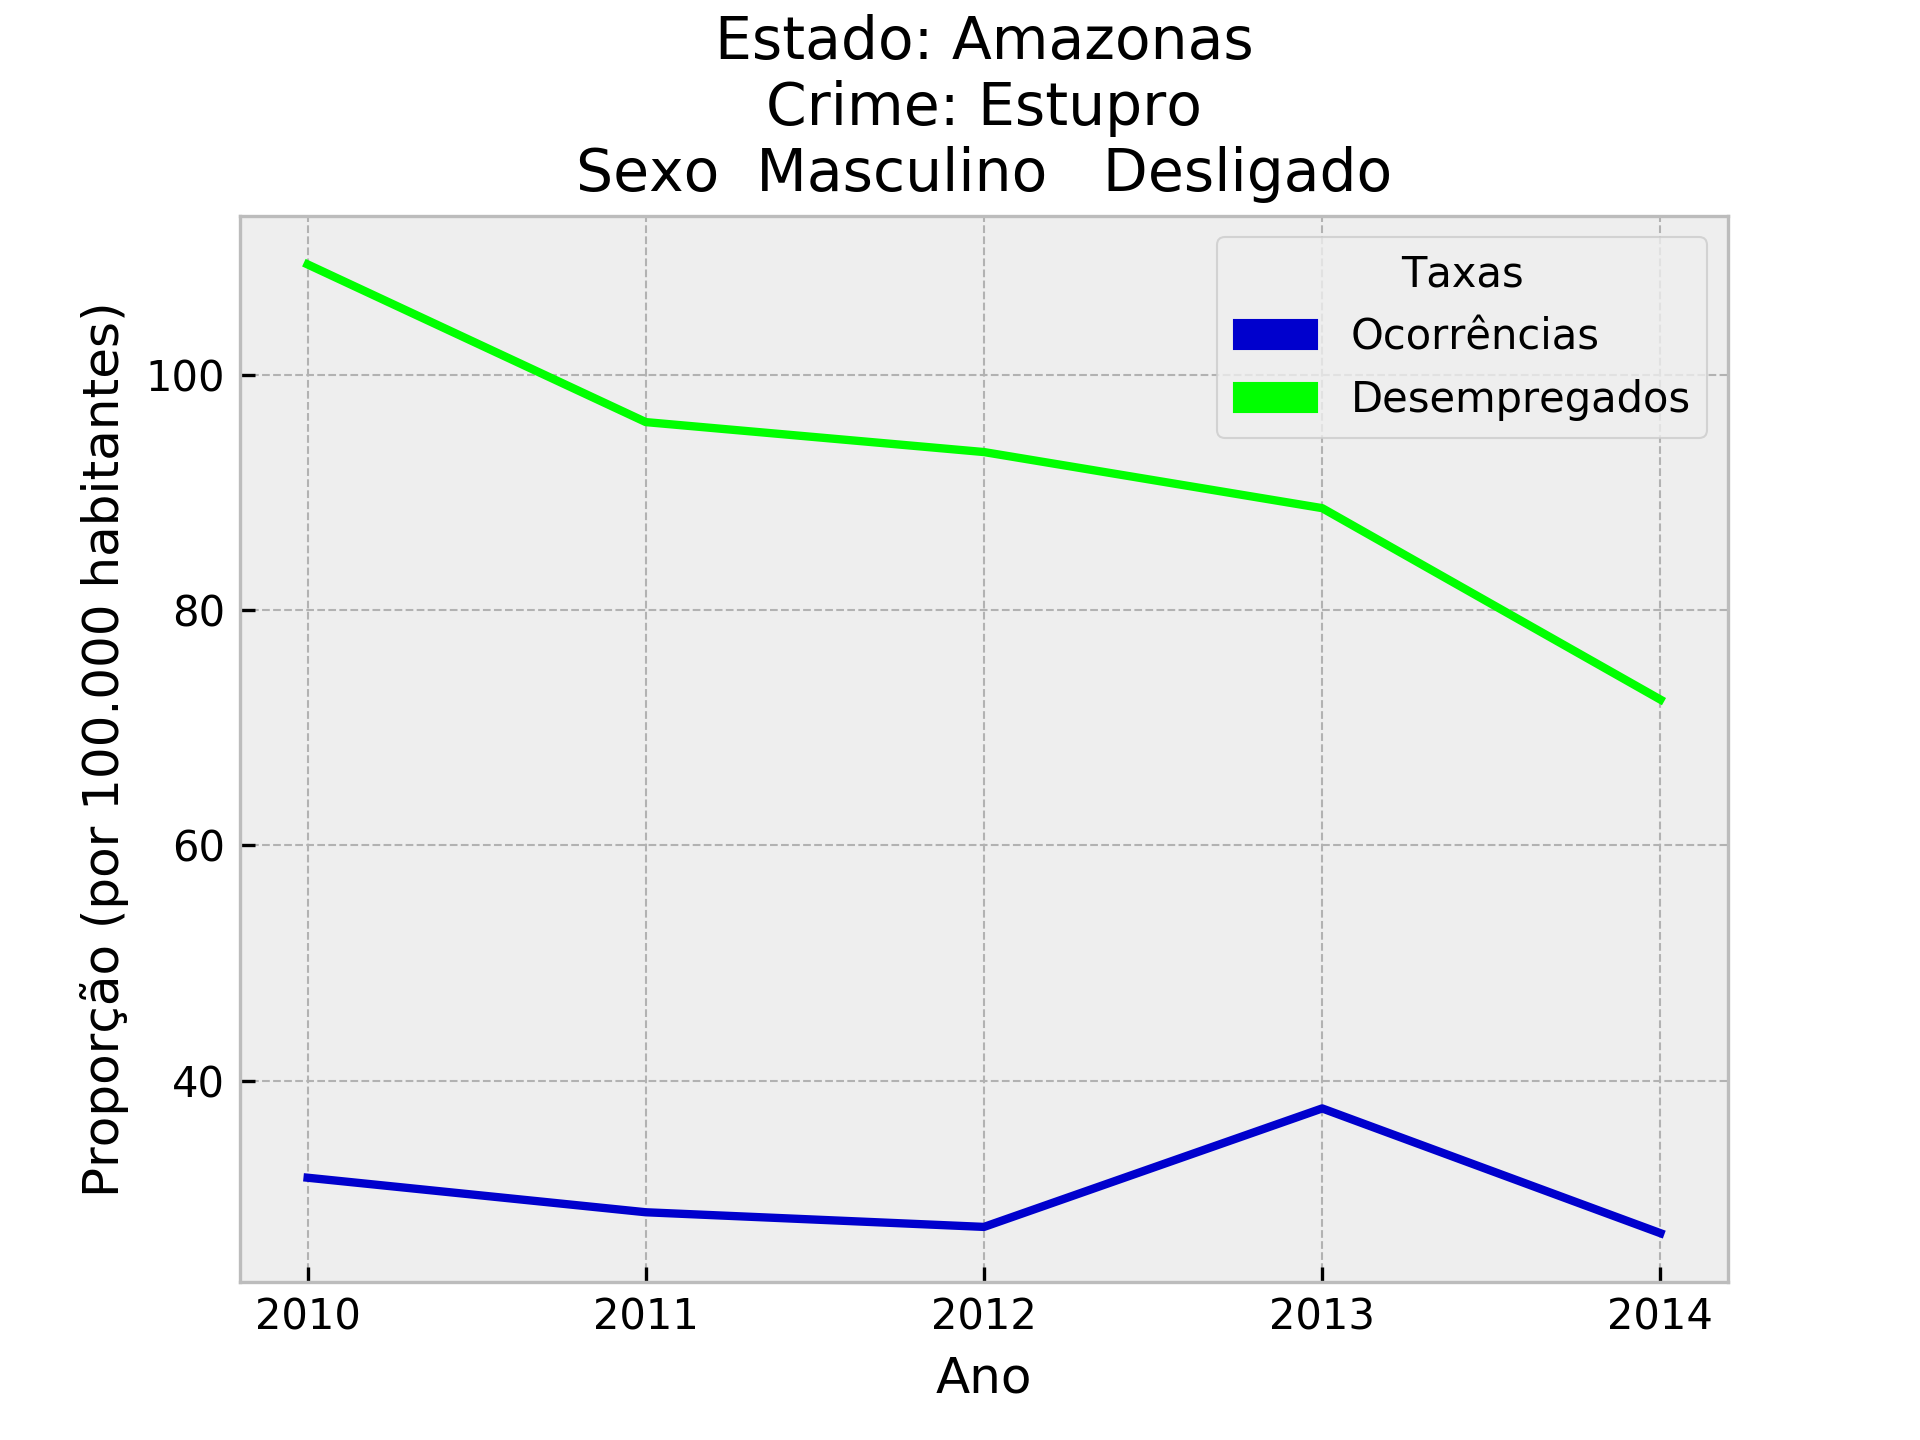 Estado: Amazonas
Crime: Estupro
Sexo  Masculino   Desligado
Proporção (por 100.000 habitantes)
100
80
60
40
Taxas
Ocorrências
Desempregados
2010 2011 2012 2013 2014
Ano